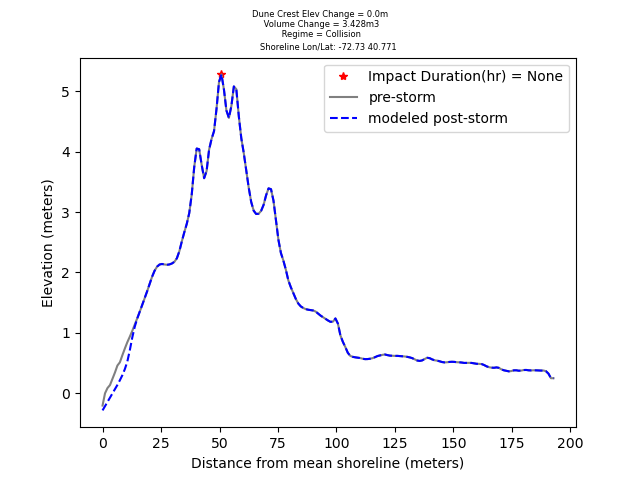 Dune Crest Elev Change = 0.0m
Volume Change = 3.428m3
Regime = Collision
Shoreline Lon/Lat: -72.73 40.771
Impact Duration(hr) = None
pre-storm
modeled post-storm
Elevation (meters)
5
4
3
2
1
0
0 25 50 75 100 125 150 175 200
Distance from mean shoreline (meters)